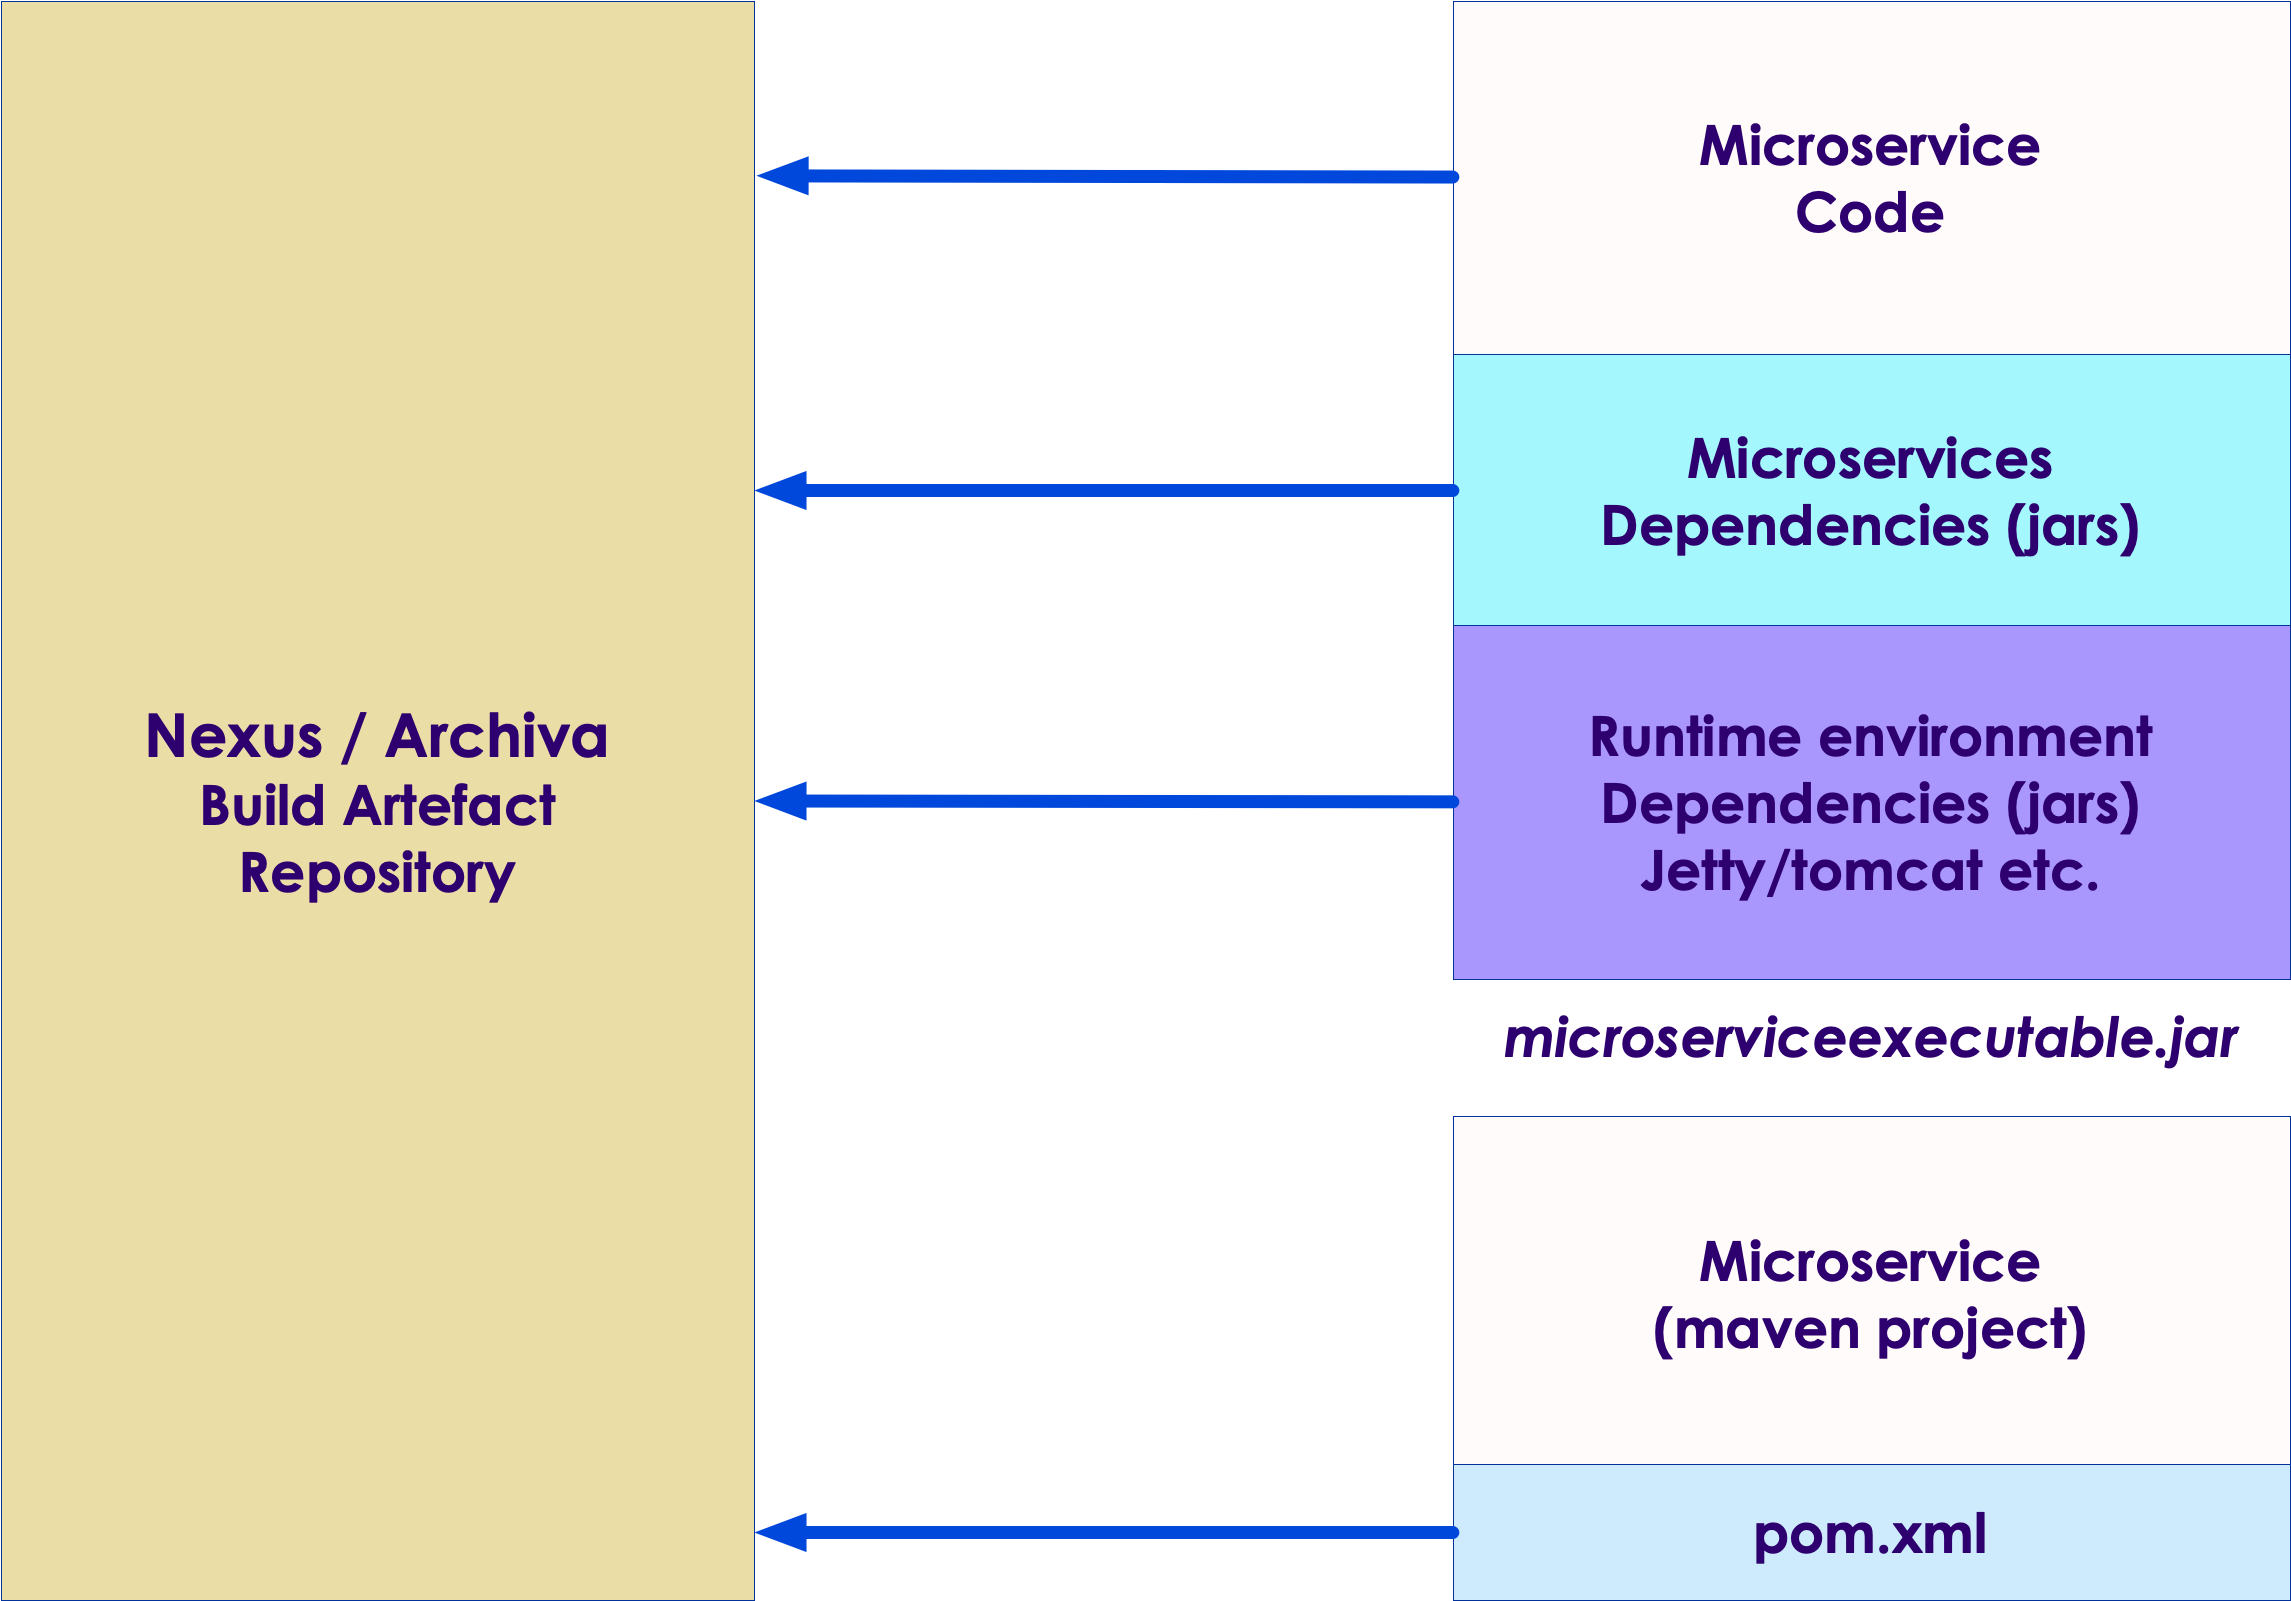 Nexus / Archiva
Build Artefact
Repository
Microservice
Code
Microservices
Dependencies (jars)
Runtime environment
Dependencies (jars)
Jetty/tomcat etc.
microserviceexecutable.jar
Microservice
(maven project)
pom.xml